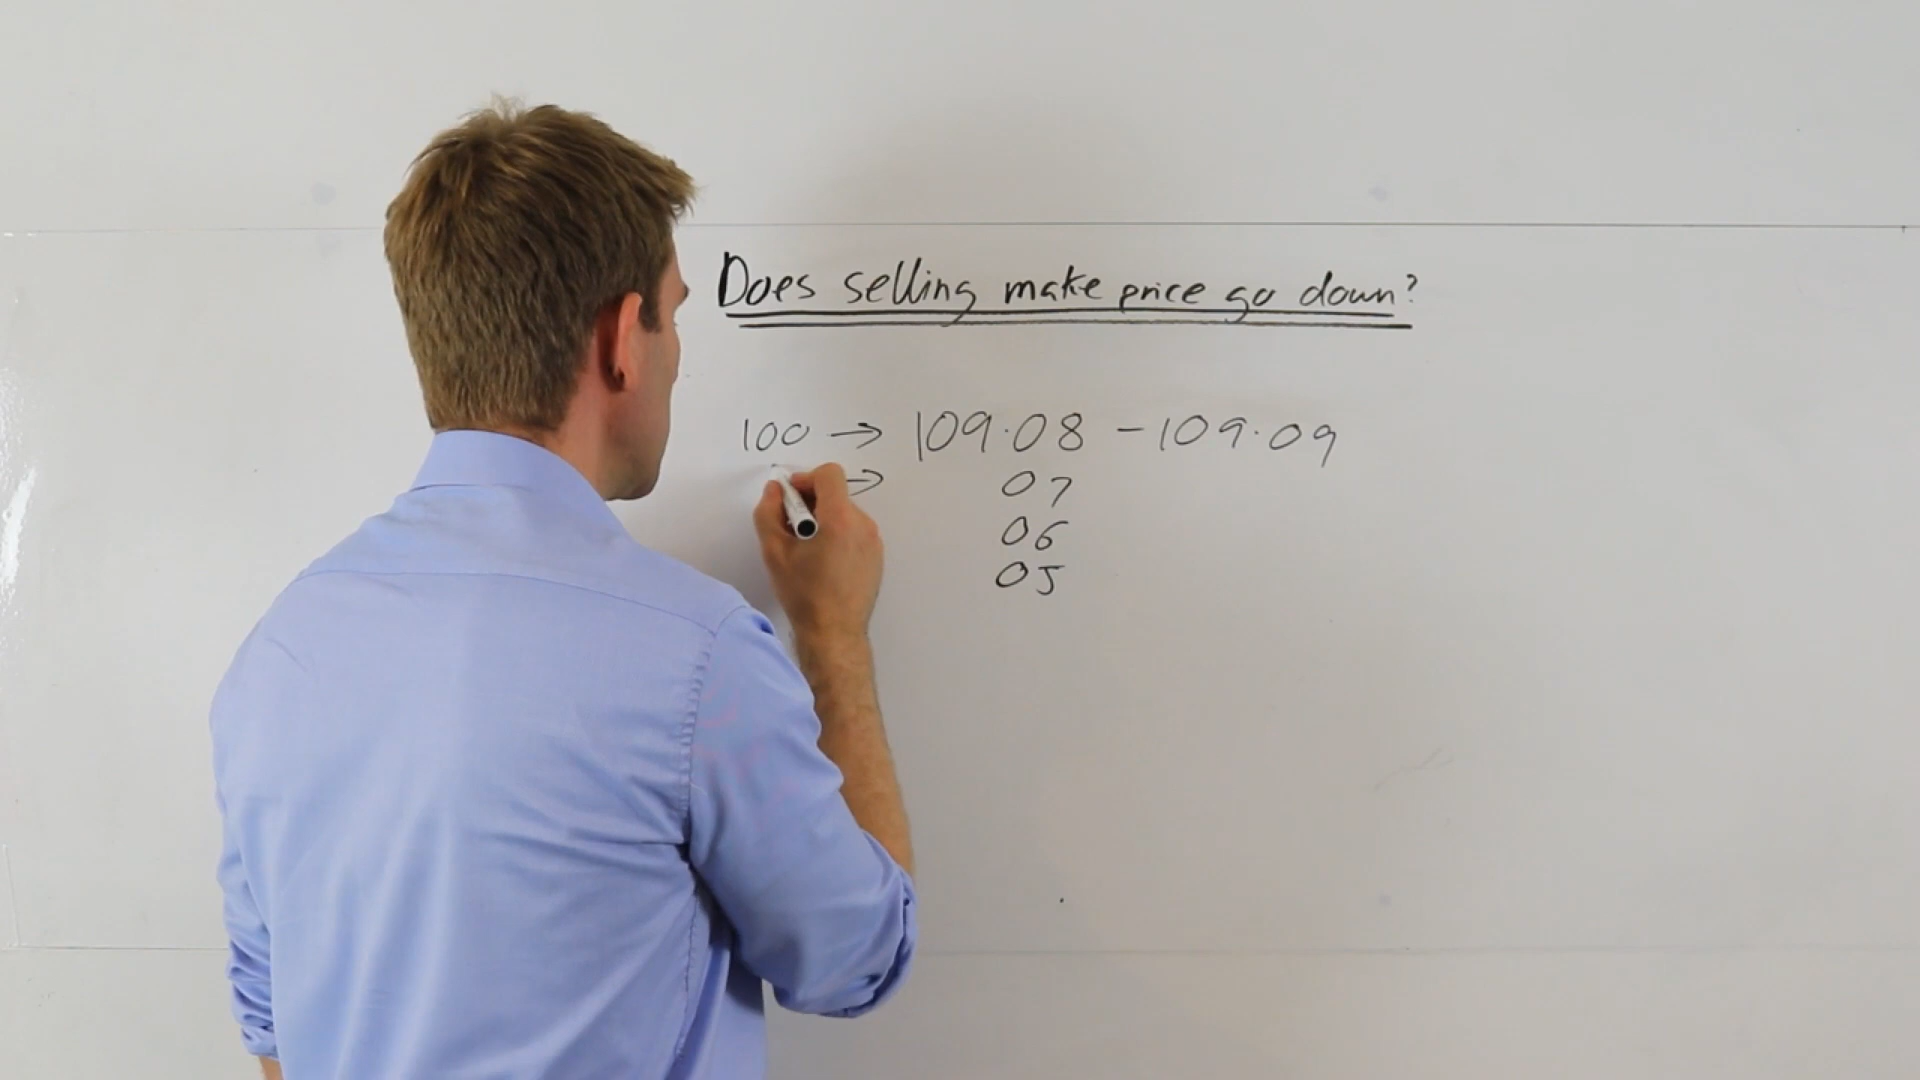 Does selling make price go down?
100 → 109.08 - 109.09
→ 07
06
05